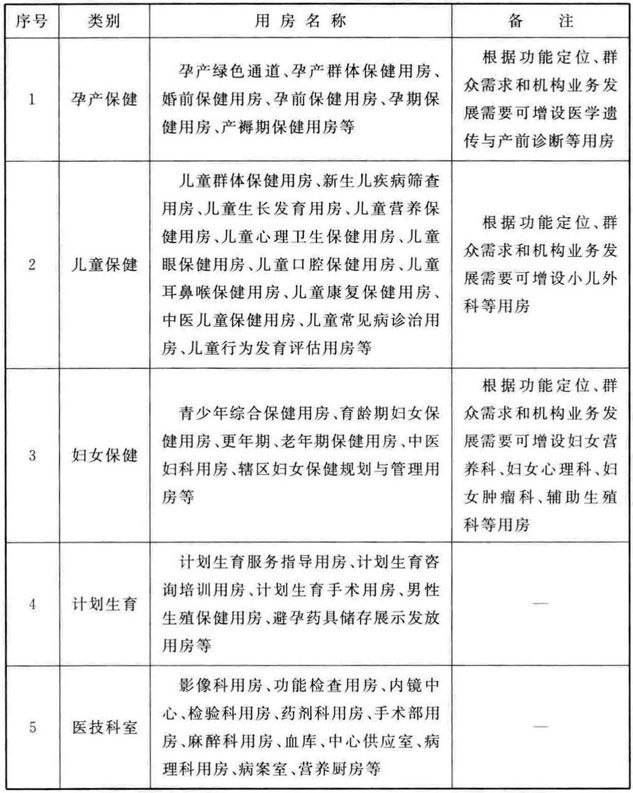 序号 类别 用房名称 备注
1 孕产保健
孕产绿色通道、孕产群体保健用房、
婚前保健用房、孕前保健用房、孕期保
健用房、产褥期保健用房等
根据功能定位、群
众需求和机构业务发
展需要可增设医学遗
传与产前诊断等用房
2 儿童保健
儿童群体保健用房、新生儿疾病筛查
用房、儿童生长发育用房、儿童营养保
健用房、儿童心理卫生保健用房、儿童
眼保健用房、儿童口腔保健用房、儿童
耳鼻喉保健用房、儿童康复保健用房、
中医儿童保健用房、儿童常见病诊治用
房、儿童行为发育评估用房等
根据功能定位、群
众需求和机构业务发
展需要可增设小儿外
科等用房
3 妇女保健
青少年综合保健用房、育龄期妇女保
健用房、更年期、老年期保健用房、中医
妇科用房、辖区妇女保健规划与管理用
房等
根据功能定位、群
众需求和机构业务发
展需要可增设妇女营
养科、妇女心理科、妇
女肿瘤科、辅助生殖
科等用房
4 计划生育
计划生育服务指导用房、计划生育咨
询培训用房、计划生育手术用房、男性
生殖保健用房、避孕药具储存展示发放
用房等
—
5 医技科室
影像科用房、功能检查用房、内镜中
心、检验科用房、药剂科用房、手术部用
房、麻醉科用房、血库、中心供应室、病
理科用房、病案室、营养厨房等
—